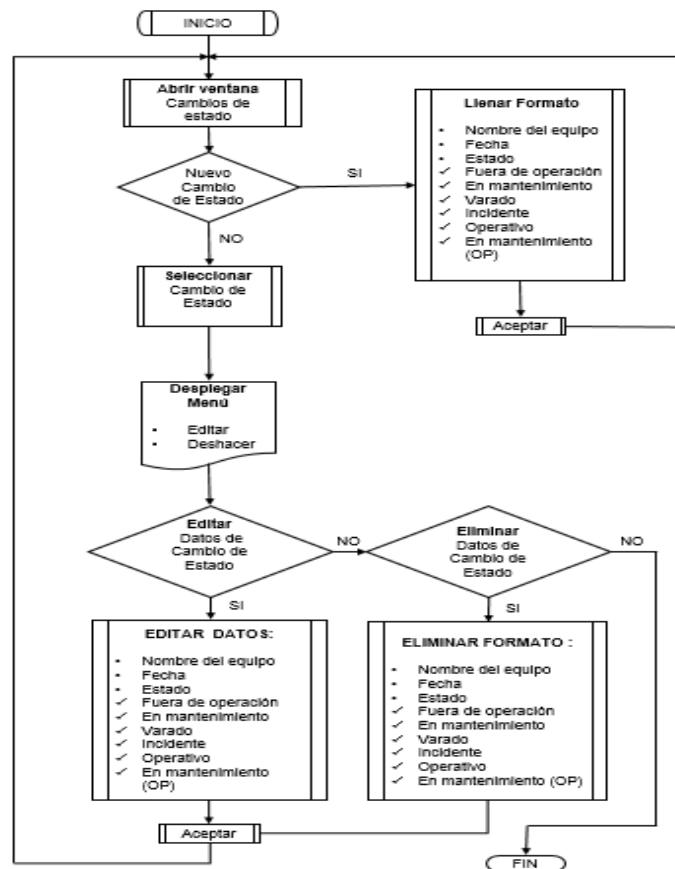 INICIO
Abrir ventana
Cambios de
estado
Nuevo
Cambio
de Estado
SI
NO
Llenar Formato
• Nombre del equipo
• Fecha
• Estado
✓ Fuera de operación
✓ En mantenimiento
✓ Varado
✓ Incidente
✓ Operativo
✓ En mantenimiento
(OP)
Aceptar
Seleccionar
Cambio de
Estado
Desplegar
Menú
• Editar
• Deshacer
Editar
Datos de
Cambio de
Estado
NO
SI
Eliminar
Datos de
Cambio de
Estado
NO
SI
EDITAR DATOS:
• Nombre del equipo
• Fecha
• Estado
✓ Fuera de operación
✓ En mantenimiento
✓ Varado
✓ Incidente
✓ Operativo
✓ En mantenimiento
(OP)
ELIMINAR FORMATO :
• Nombre del equipo
• Fecha
• Estado
✓ Fuera de operación
✓ En mantenimiento
✓ Varado
✓ Incidente
✓ Operativo
✓ En mantenimiento (OP)
Aceptar
FIN